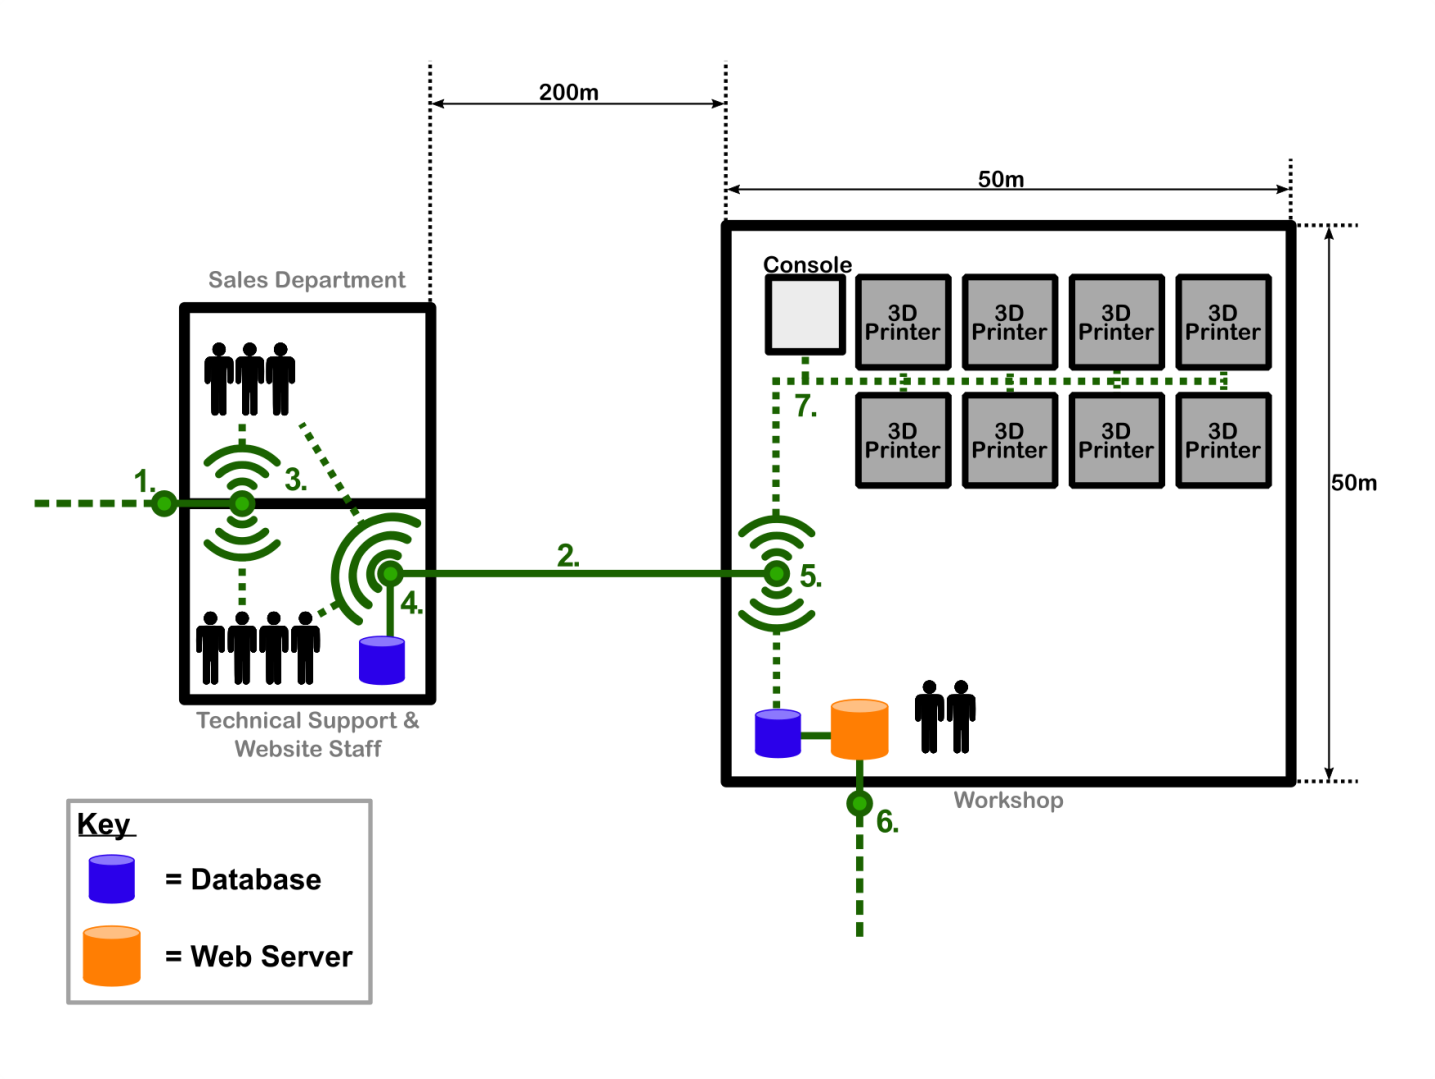 200m
50m
Sales Department
Console
3D
Printer
3D
Printer
3D
Printer
3D
Printer
7.
3D
Printer
3D
Printer
3D
Printer
3D
Printer
50m
1.
3.
2.
4.
5.
Technical Support &
Website Staff
Workshop
6.
Key
= Database
= Web Server